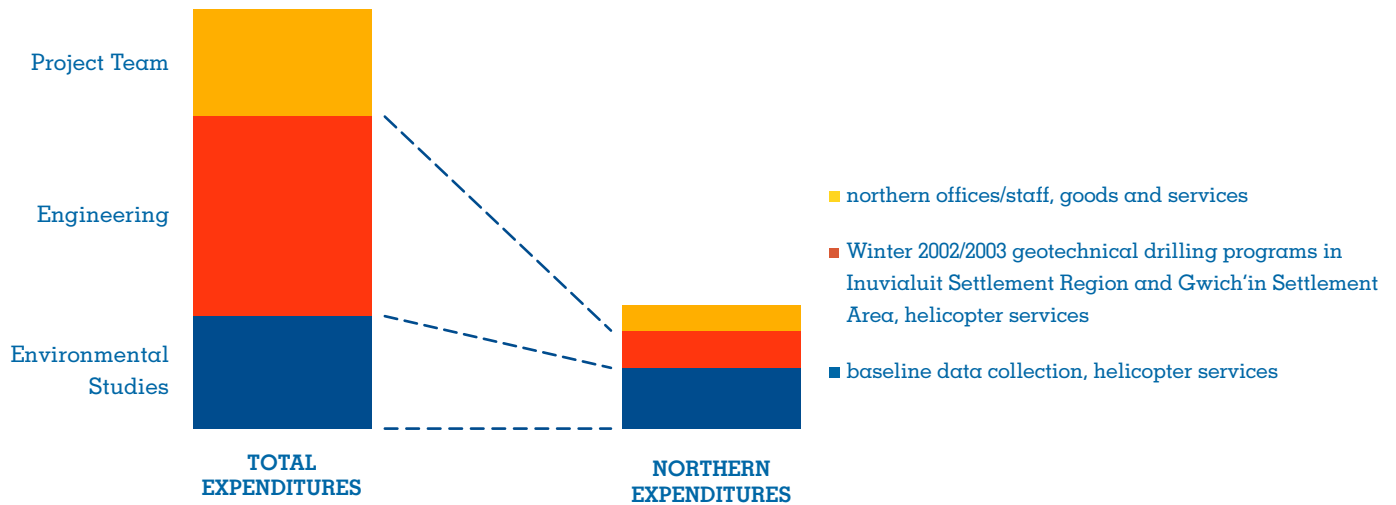 Project Team
Engineering
Environmental
Studies
TOTAL
EXPENDITURES
NORTHERN
EXPENDITURES
northern offices/staff, goods and services
Winter 2002/2003 geotechnical drilling programs in
Inuvialuit Settlement Region and Gwich’in Settlement
Area, helicopter services
baseline data collection, helicopter services